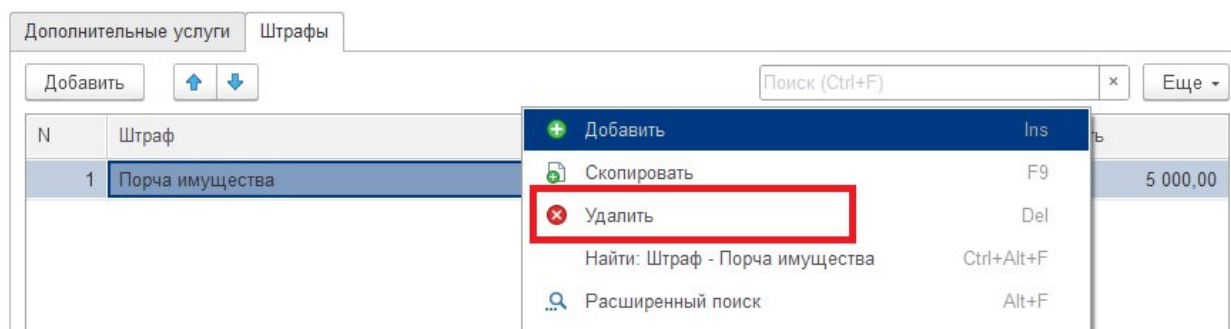 Дополнительные услуги Штрафы
Добавить Поиск (Ctrl+F) × Еще
N Штраф ть
1 Порча имущества 5 000,00
Добавить Ins
Скопировать F9
Удалить Del
Найти: Штраф - Порча имущества Ctrl+Alt+F
Расширенный поиск Alt+F